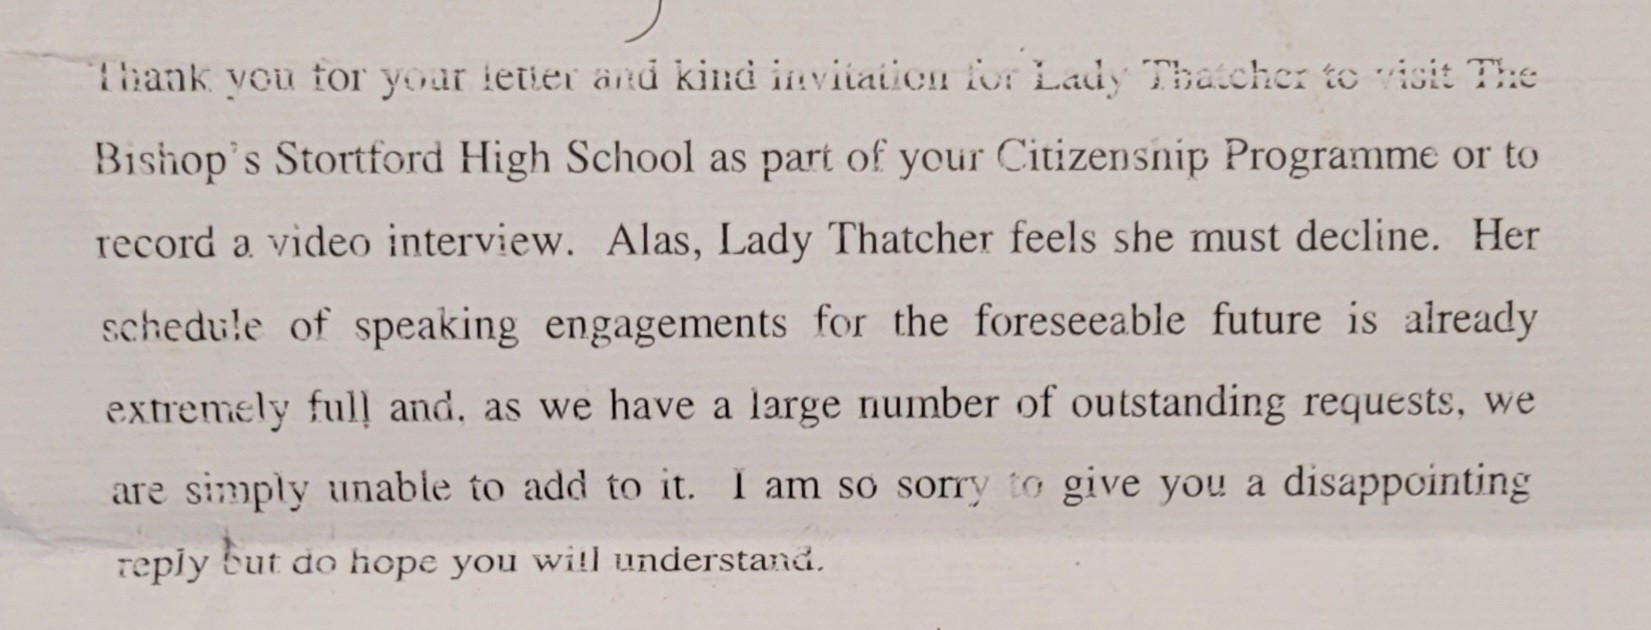 Thank you for your letter and kind invitation for Lady Thatcher to visit The
Bishop's Stortford High School as part of your Citizenship Programme or to
record a video interview. Alas, Lady Thatcher feels she must decline. Her
schedule of speaking engagements for the foreseeable future is already
extremely full and, as we have a large number of outstanding requests, we
are simply unable to add to it. I am so sorry to give you a disappointing
reply but do hope you will understand.